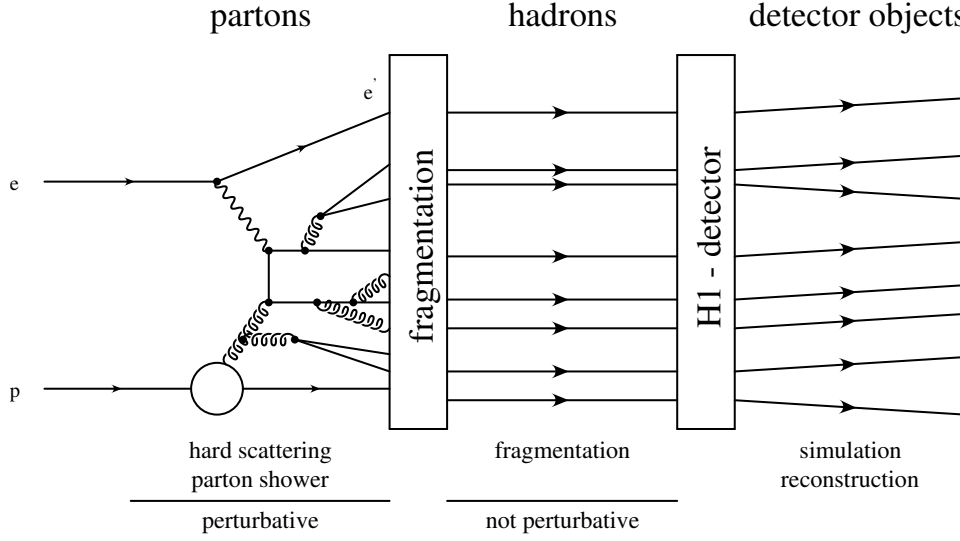 partons
hadrons
detector objects
e'
e
p
fragmentation
H1 - detector
hard scattering
parton shower
fragmentation
simulation
reconstruction
perturbative
not perturbative